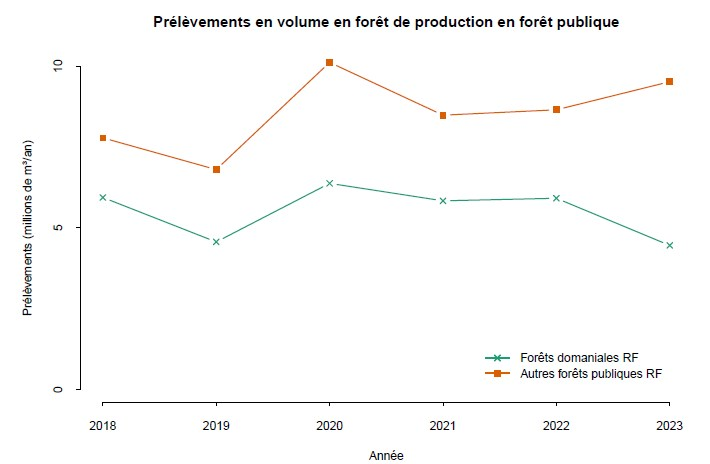 Prélèvements en volume en forêt de production en forêt publique
Prélèvements (millions de m³/an)
10
5
0
Forêts domaniales RF
Autres forêts publiques RF
2018 2019 2020 2021 2022 2023
Année